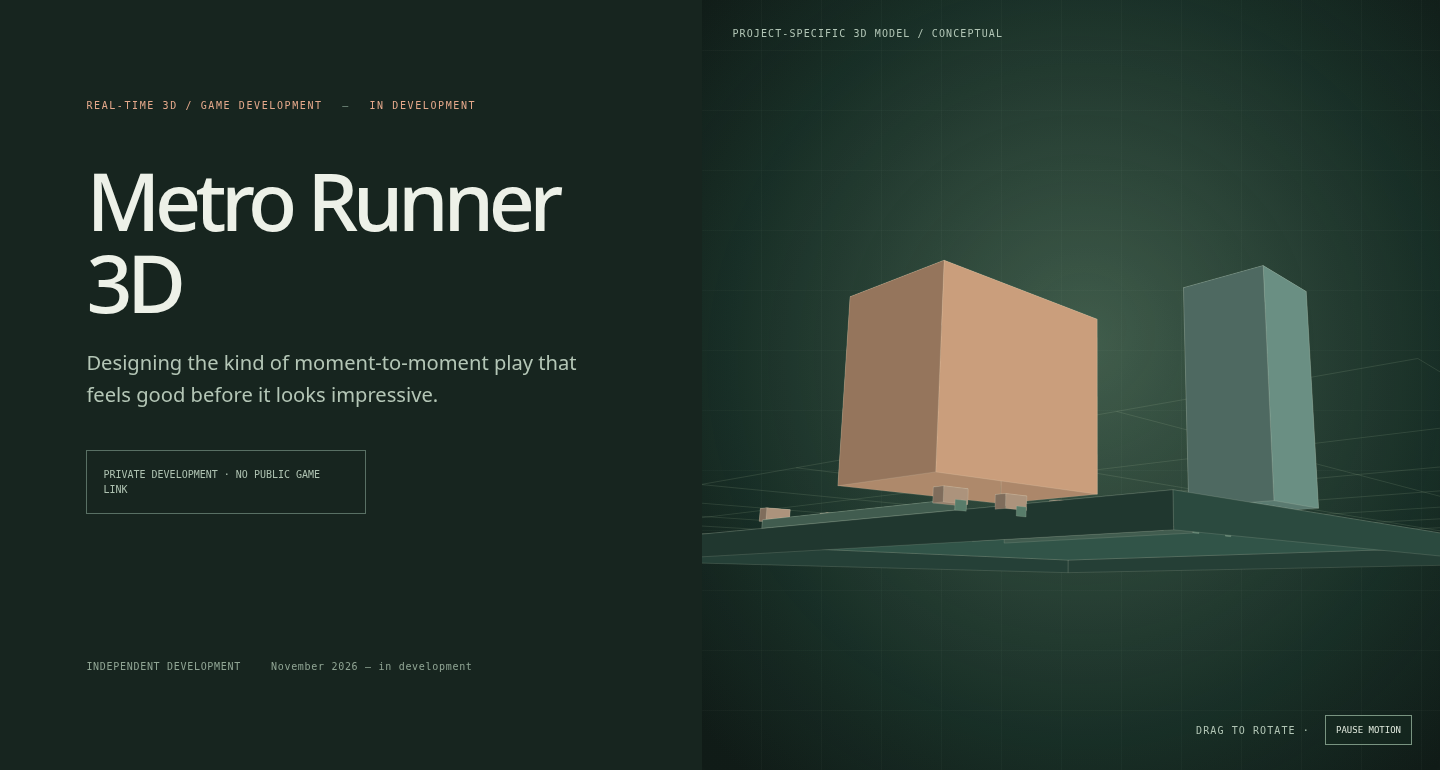 PROJECT-SPECIFIC 3D MODEL / CONCEPTUAL
REAL-TIME 3D / GAME DEVELOPMENT — IN DEVELOPMENT
Metro Runner
3D
Designing the kind of moment-to-moment play that
feels good before it looks impressive.
PRIVATE DEVELOPMENT · NO PUBLIC GAME
LINK
INDEPENDENT DEVELOPMENT November 2026 — in development
DRAG TO ROTATE ·
PAUSE MOTION